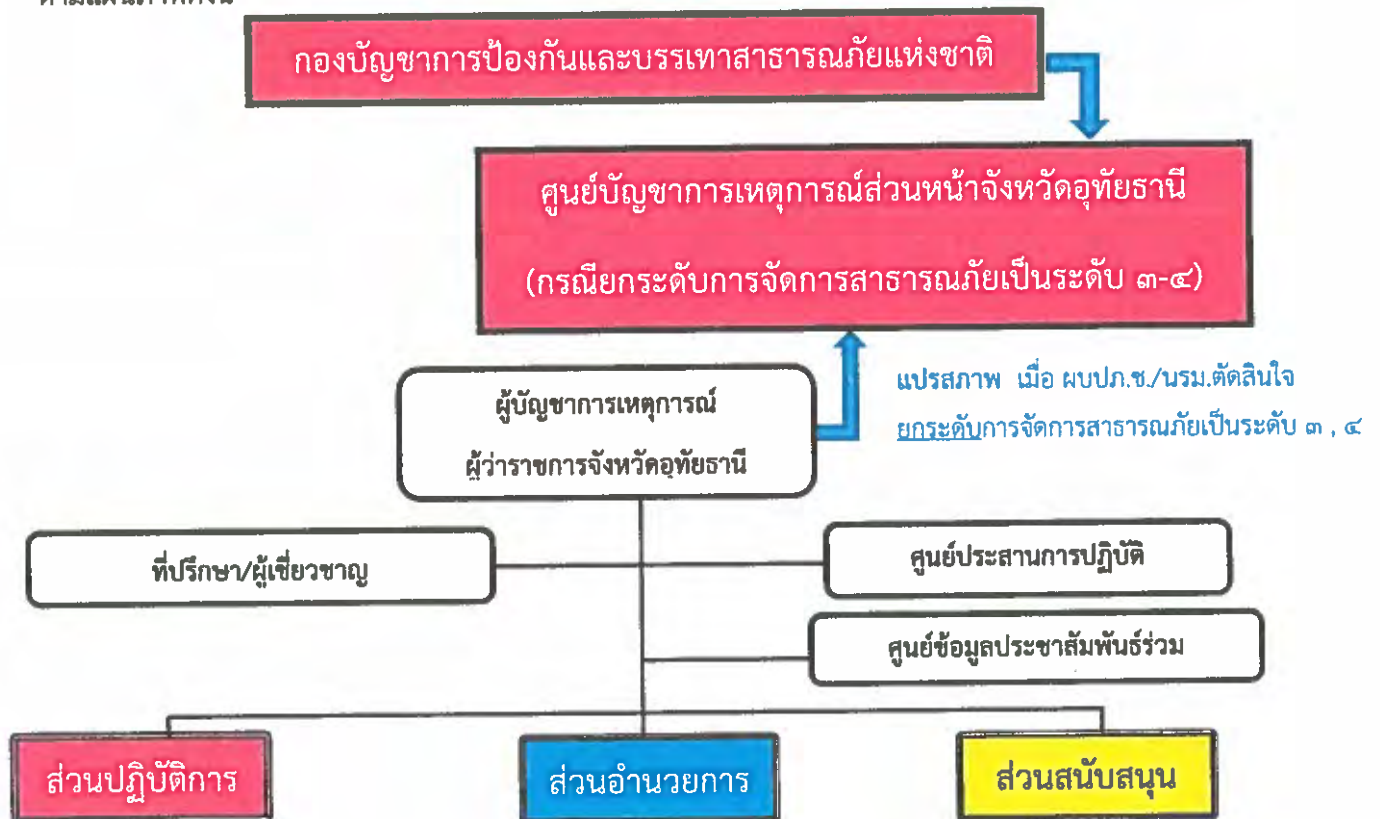 ตามแผนภาพดังนี้
กองบัญชาการป้องกันและบรรเทาสาธารณภัยแห่งชาติ
ศูนย์บัญชาการเหตุการณ์ส่วนหน้าจังหวัดอุทัยธานี
(กรณียกระดับการจัดการสาธารณภัยเป็นระดับ ๓-๔)
แปรสภาพ เมื่อ ผบปภ.ช./นรม.ตัดสินใจ
ยกระดับการจัดการสาธารณภัยเป็นระดับ ๓ , ๔
ผู้บัญชาการเหตุการณ์
ผู้ว่าราชการจังหวัดอุทัยธานี
ที่ปรึกษา/ผู้เชี่ยวชาญ
ศูนย์ประสานการปฏิบัติ
ศูนย์ข้อมูลประชาสัมพันธ์ร่วม
ส่วนปฏิบัติการ
ส่วนอำนวยการ
ส่วนสนับสนุน